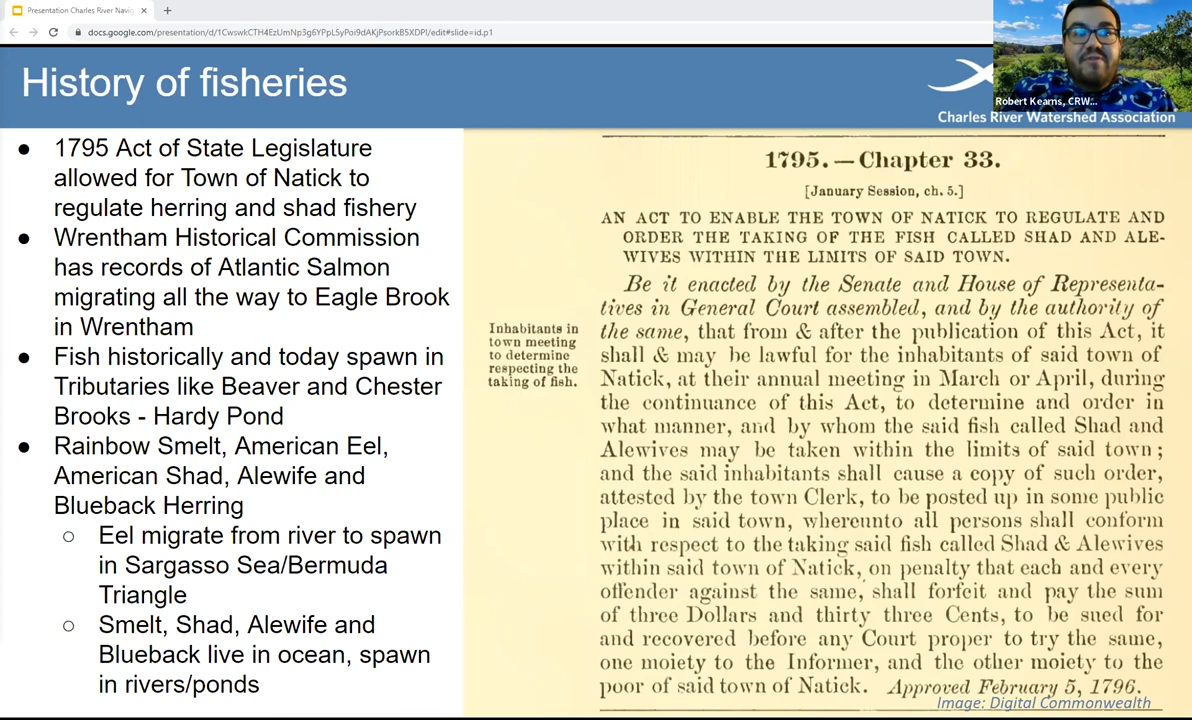 Presentation Charles River Navig
docs.google.com/presentation/d/1CwswkCTH4EzUmNp3g6YPpL5yPoi9dAKjPsorkB5XDPI/edit#slide=id.p1
History of fisheries
Robert Kearns, CRW...
Charles River Watershed Association
● 1795 Act of State Legislature
allowed for Town of Natick to
regulate herring and shad fishery
● Wrentham Historical Commission
has records of Atlantic Salmon
migrating all the way to Eagle Brook
in Wrentham
● Fish historically and today spawn in
Tributaries like Beaver and Chester
Brooks - Hardy Pond
● Rainbow Smelt, American Eel,
American Shad, Alewife and
Blueback Herring
○ Eel migrate from river to spawn
in Sargasso Sea/Bermuda
Triangle
○ Smelt, Shad, Alewife and
Blueback live in ocean, spawn
in rivers/ponds
1795.—Chapter 33.
[January Session, ch. 5.]
AN ACT TO ENABLE THE TOWN OF NATICK TO REGULATE AND
ORDER THE TAKING OF THE FISH CALLED SHAD AND ALE-
WIVES WITHIN THE LIMITS OF SAID TOWN.
Inhabitants in
town meeting
to determine
respecting the
taking of fish.
Be it enacted by the Senate and House of Representa-
tives in General Court assembled, and by the authority of
the same, that from & after the publication of this Act, it
shall & may be lawful for the inhabitants of said town of
Natick, at their annual meeting in March or April, during
the continuance of this Act, to determine and order in
what manner, and by whom the said fish called Shad and
Alewives may be taken within the limits of said town;
and the said inhabitants shall cause a copy of such order,
attested by the town Clerk, to be posted up in some public
place in said town, whereunto all persons shall conform
with respect to the taking said fish called Shad & Alewives
within said town of Natick, on penalty that each and every
offender against the same, shall forfeit and pay the sum
of three Dollars and thirty three Cents, to be sued for
and recovered before any Court proper to try the same,
one moiety to the Informer, and the other moiety to the
poor of said town of Natick. Approved February 5, 1796.
Image: Digital Commonwealth